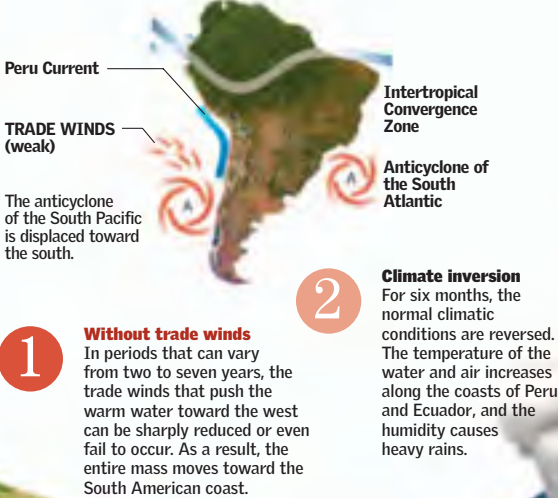 Peru Current
TRADE WINDS
(weak)
The anticyclone
of the South Pacific
is displaced toward
the south.
A
Intertropical
Convergence
Zone
A
Anticyclone of
the South
Atlantic
1
Without trade winds
In periods that can vary
from two to seven years, the
trade winds that push the
warm water toward the west
can be sharply reduced or even
fail to occur. As a result, the
entire mass moves toward the
South American coast.
2
Climate inversion
For six months, the
normal climatic
conditions are reversed.
The temperature of the
water and air increases
along the coasts of Peru
and Ecuador, and the
humidity causes
heavy rains.